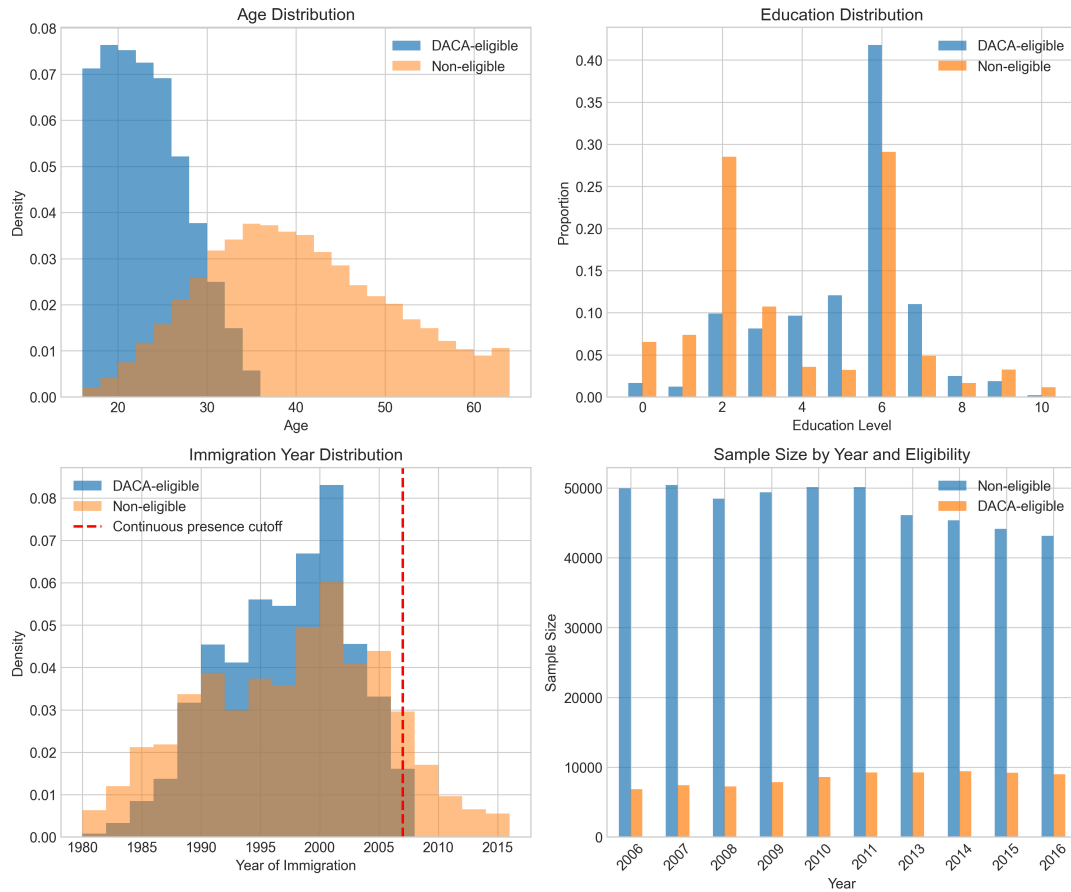 Age Distribution
0.08
0.07
0.06
0.05
0.04
0.03
0.02
0.01
0.00
Density
DACA-eligible
Non-eligible
20
30
40
50
60
Age
Education Distribution
0.40
0.35
0.30
0.25
0.20
0.15
0.10
0.05
0.00
Proportion
DACA-eligible
Non-eligible
0
2
4
6
8
10
Education Level
Immigration Year Distribution
0.08
0.07
0.06
0.05
0.04
0.03
0.02
0.01
0.00
Density
DACA-eligible
Non-eligible
Continuous presence cutoff
1980
1985
1990
1995
2000
2005
2010
2015
Year of Immigration
Sample Size by Year and Eligibility
50000
40000
30000
20000
10000
0
Sample Size
Non-eligible
DACA-eligible
2006
2007
2008
2009
2010
2011
2013
2014
2015
2016
Year